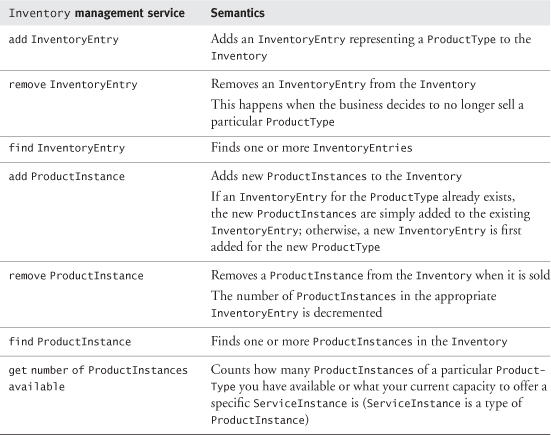 Inventory management service Semantics
add InventoryEntry Adds an InventoryEntry representing a ProductType to the
Inventory
remove InventoryEntry Removes an InventoryEntry from the Inventory
This happens when the business decides to no longer sell a
particular ProductType
find InventoryEntry Finds one or more InventoryEntries
add ProductInstance Adds new ProductInstances to the Inventory
If an InventoryEntry for the ProductType already exists,
the new ProductInstances are simply added to the existing
InventoryEntry; otherwise, a new InventoryEntry is first
added for the new ProductType
remove ProductInstance Removes a ProductInstance from the Inventory when it is sold
The number of ProductInstances in the appropriate
InventoryEntry is decremented
find ProductInstance Finds one or more ProductInstances in the Inventory
get number of ProductInstances Counts how many ProductInstances of a particular Product-
available Type you have available or what your current capacity to offer a
specific ServiceInstance is (ServiceInstance is a type of
ProductInstance)